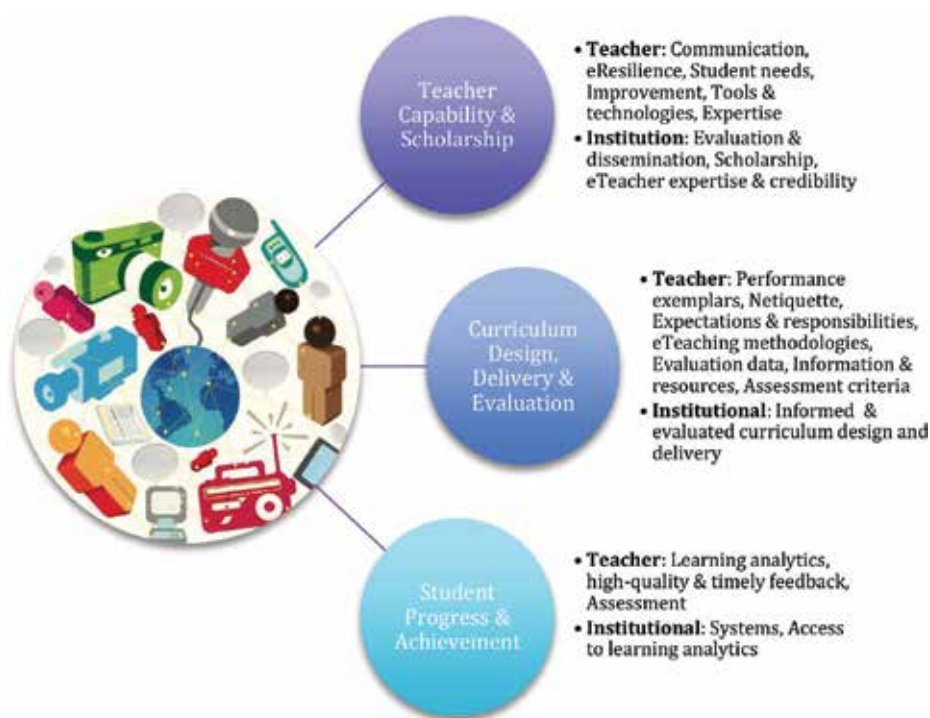 Teacher
Capability &
Scholarship
• Teacher: Communication,
eResilience, Student needs,
Improvement, Tools &
technologies, Expertise
• Institution: Evaluation &
dissemination, Scholarship,
eTeacher expertise & credibility
Curriculum
Design,
Delivery &
Evaluation
• Teacher: Performance
exemplars, Netiquette,
Expectations & responsibilities,
eTeaching methodologies,
Evaluation data, Information &
resources, Assessment criteria
• Institutional: Informed &
evaluated curriculum design and
delivery
Student
Progress &
Achievement
• Teacher: Learning analytics,
high-quality & timely feedback,
Assessment
• Institutional: Systems, Access
to learning analytics